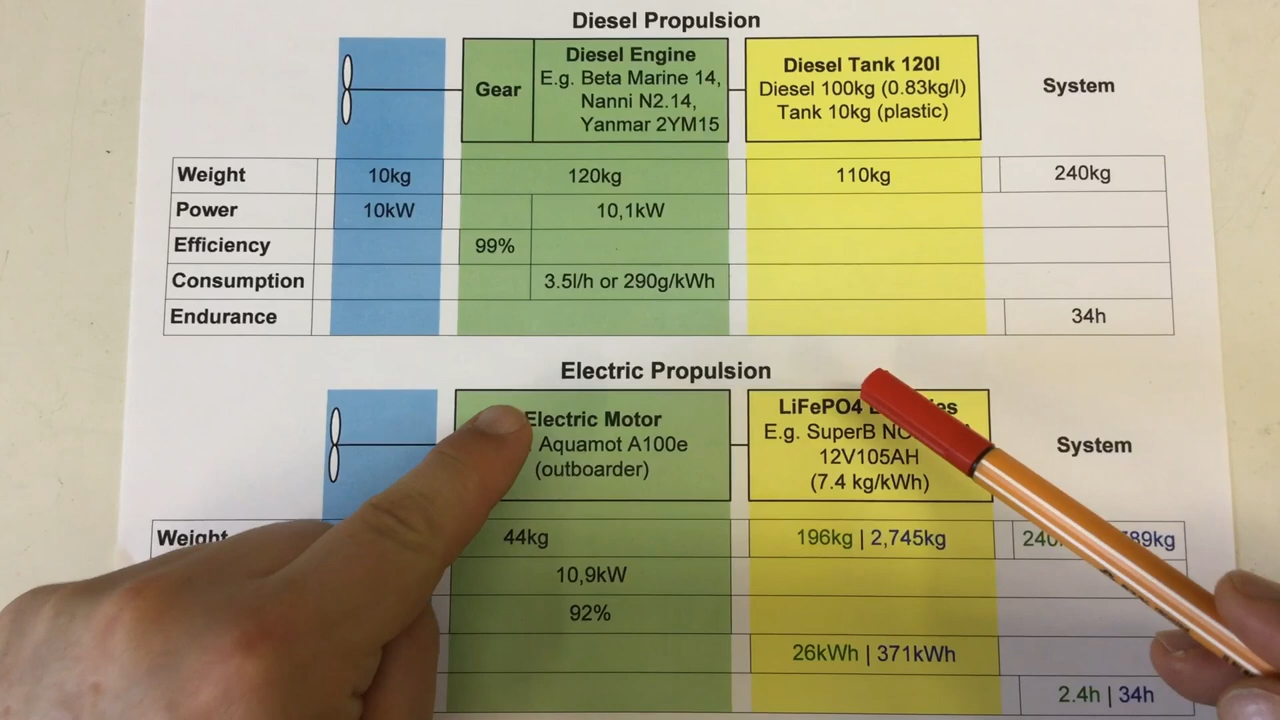 Diesel Propulsion
Gear
Diesel Engine
E.g. Beta Marine 14,
Nanni N2.14,
Yanmar 2YM15
Diesel Tank 120l
Diesel 100kg (0.83kg/l)
Tank 10kg (plastic)
System
Weight 10kg 120kg 110kg 240kg
Power 10kW 10,1kW
Efficiency 99%
Consumption 3.5l/h or 290g/kWh
Endurance 34h
Electric Propulsion
Electric Motor
Aquamot A100e
(outboarder)
LiFePO4
E.g. SuperB
12V105AH
(7.4 kg/kWh)
System
Weight 44kg 196kg | 2,745kg
10,9kW
92%
26kWh | 371kWh
2.4h | 34h